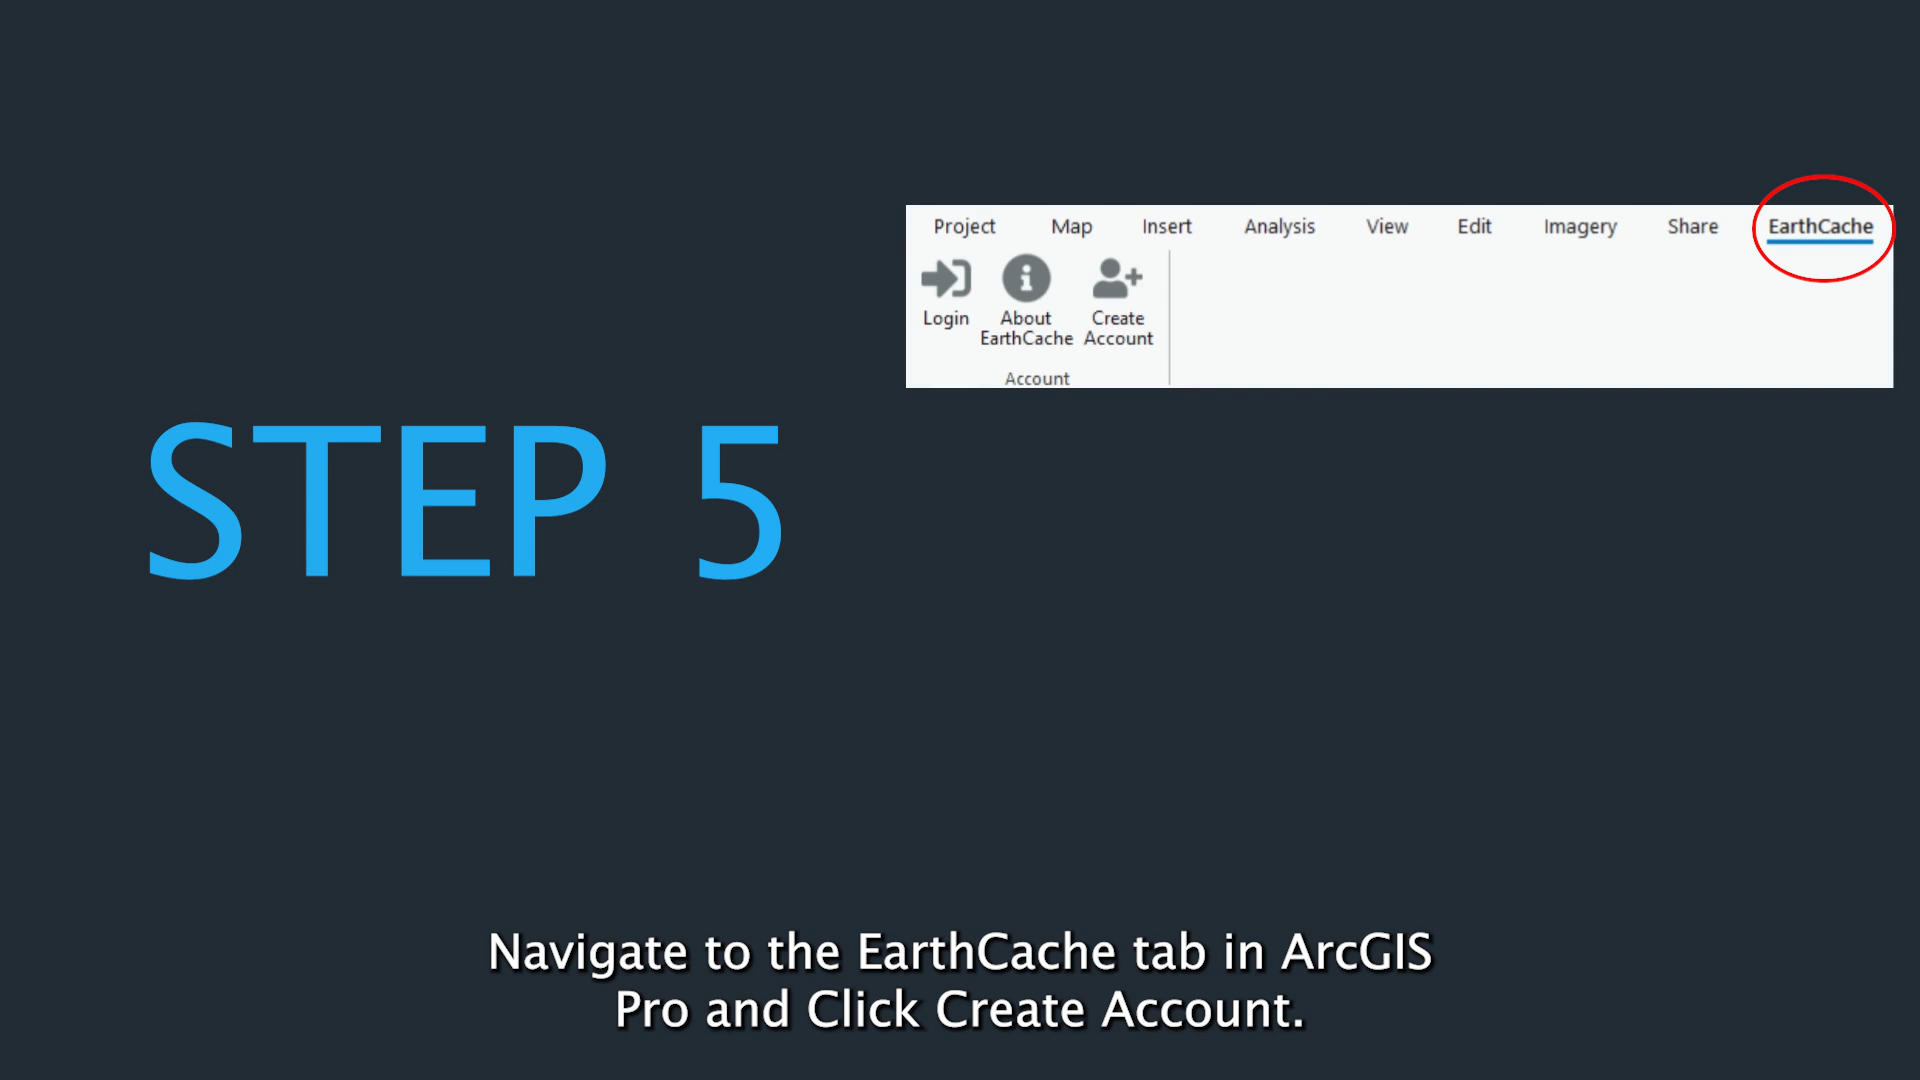 Project Map Insert Analysis View Edit Imagery Share EarthCache
Login About Create
EarthCache Account
Account
STEP 5
Navigate to the EarthCache tab in ArcGIS
Pro and Click Create Account.